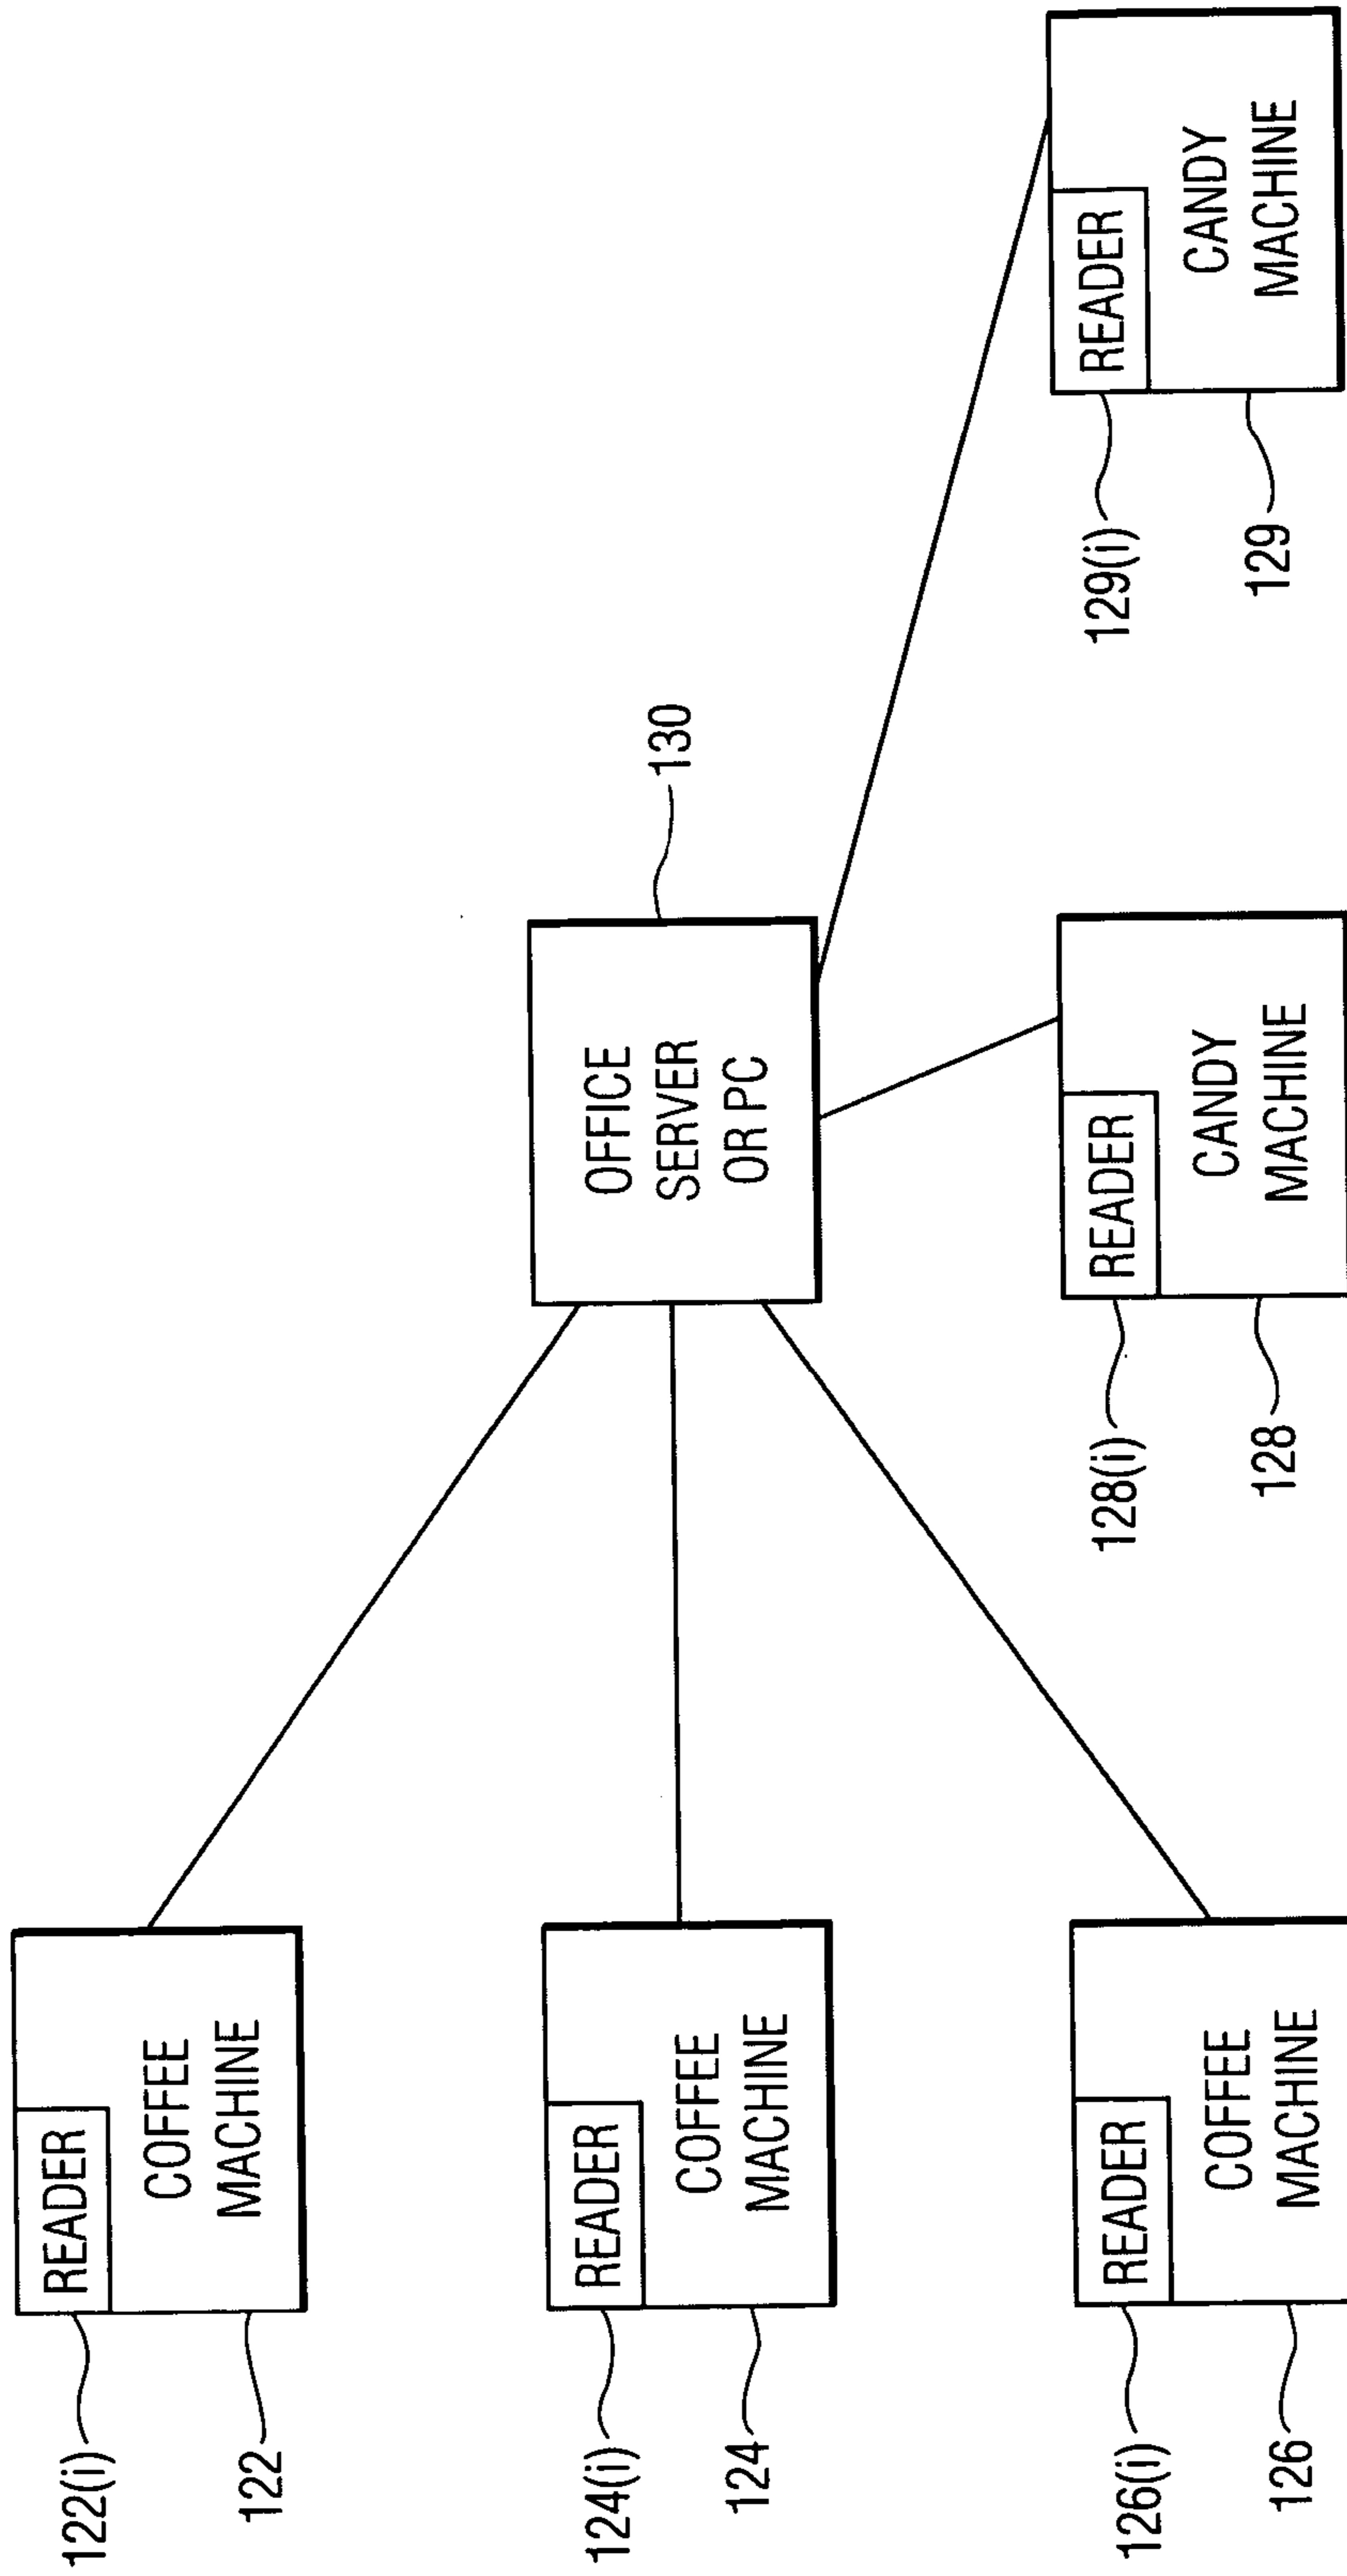 122(i)
READER
COFFEE
MACHINE
122
124(i)
READER
COFFEE
MACHINE
124
OFFICE
SERVER
OR PC
130
126(i)
READER
COFFEE
MACHINE
126
128(i)
READER
CANDY
MACHINE
128
129(i)
READER
CANDY
MACHINE
129